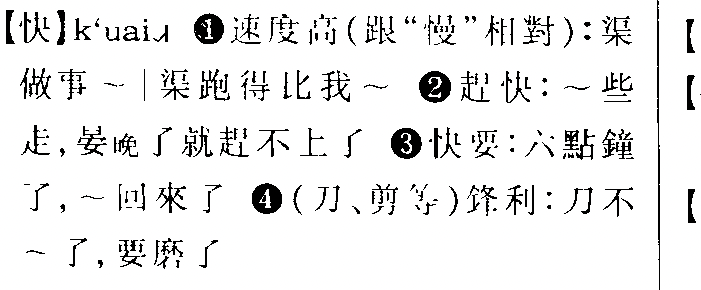 【快】k‘uai˩ ❶速度高(跟“慢”相對)：渠
做事～｜渠跑得比我～ ❷趕快：～些
走，晏晚了就趕不上了 ❸快要：六點鐘
了，～回來了 ❹(刀、剪等)锋利：刀不
～了，要磨了
【
【
【